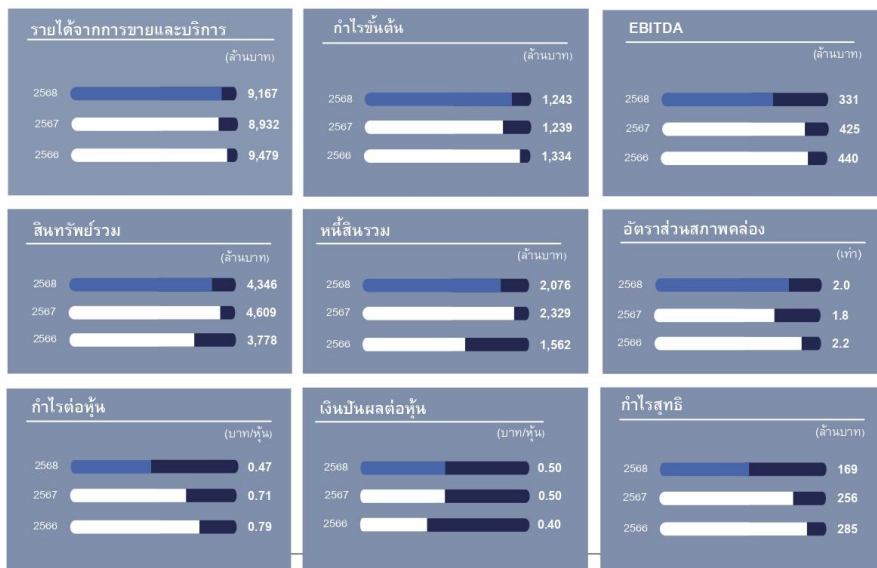 รายได้จากการขายและบริการ
(ล้านบาท)
2568 9,167
2567 8,932
2566 9,479
กำไรขั้นต้น
(ล้านบาท)
2568 1,243
2567 1,239
2566 1,334
EBITDA
(ล้านบาท)
2568 331
2567 425
2566 440
สินทรัพย์รวม
(ล้านบาท)
2568 4,346
2567 4,609
2566 3,778
หนี้สินรวม
(ล้านบาท)
2568 2,076
2567 2,329
2566 1,562
อัตราส่วนสภาพคล่อง
(เท่า)
2568 2.0
2567 1.8
2566 2.2
กำไรต่อหุ้น
(บาท/หุ้น)
2568 0.47
2567 0.71
2566 0.79
เงินปันผลต่อหุ้น
(บาท/หุ้น)
2568 0.50
2567 0.50
2566 0.40
กำไรสุทธิ
(ล้านบาท)
2568 169
2567 256
2566 285